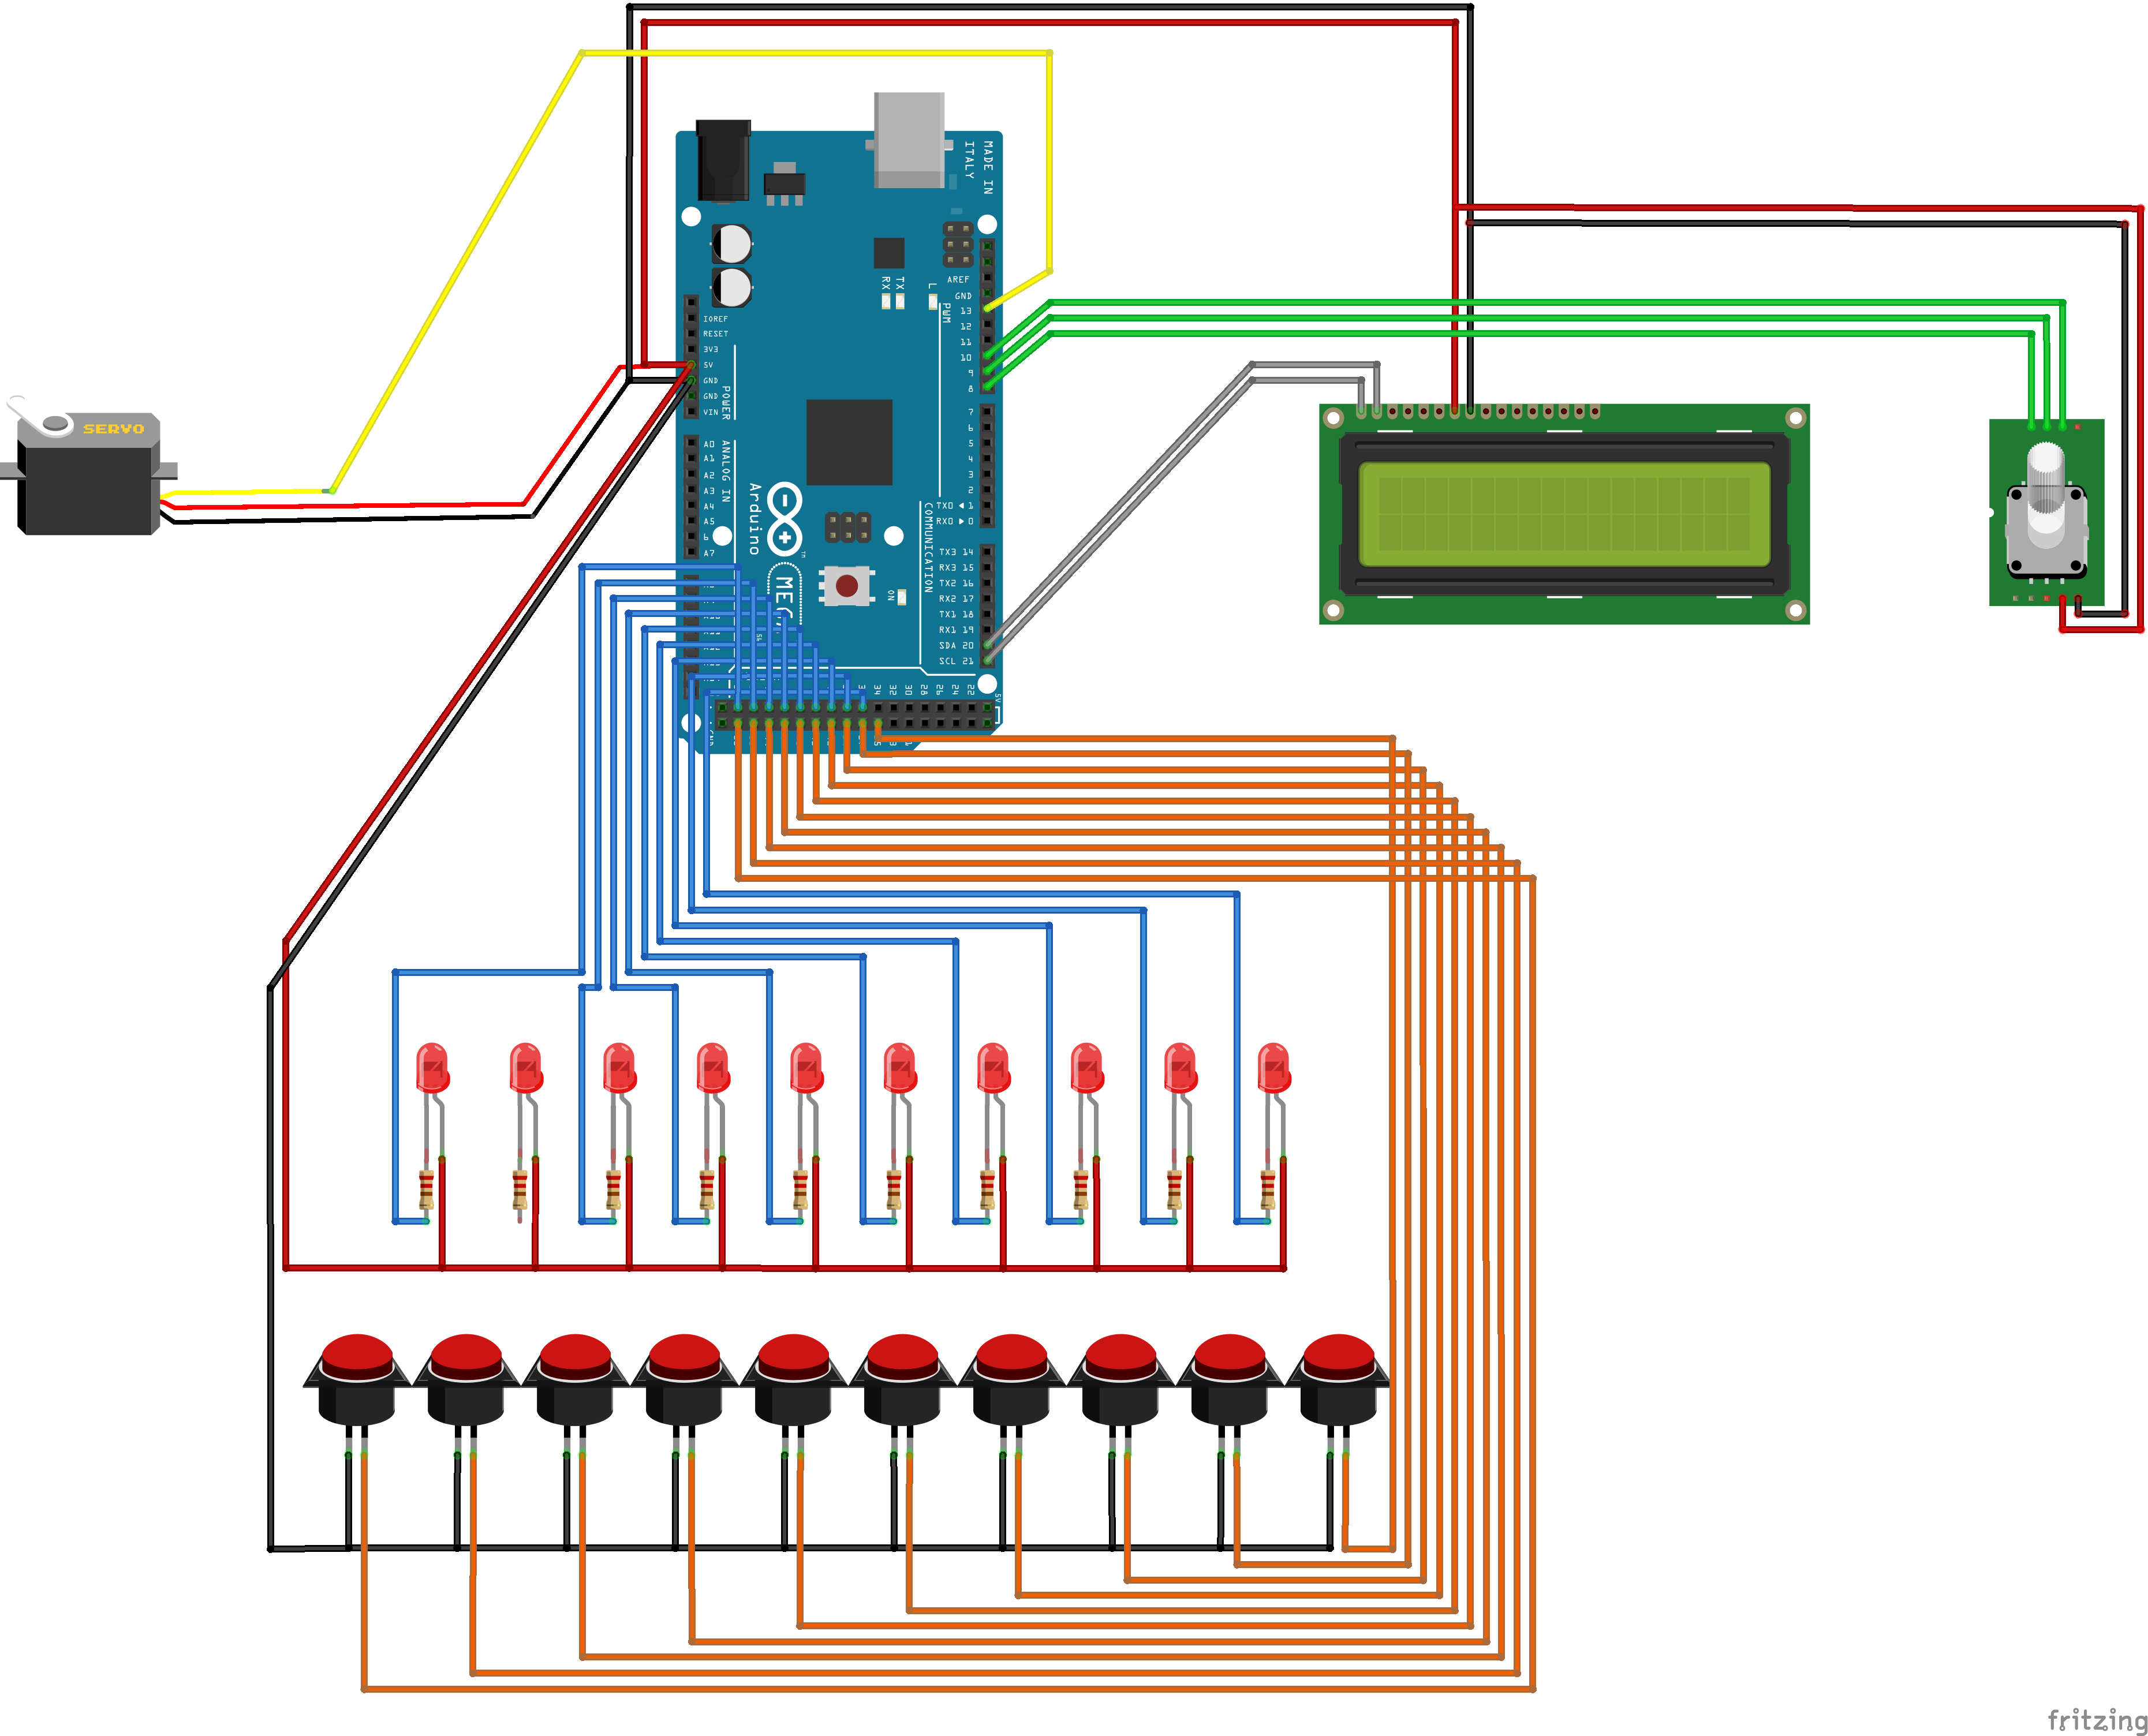 MADE IN
ITALY
AREF
GND
13
12
11
10
9
8
PWM
L
TX
RX
IOREF
RESET
3V3
5V
GND
GND
VIN
POWER
SERVO
7
6
5
4
3
2
TX0 ◀ 1
RX0 ▶ 0
A0
A1
A2
A3
A4
A5
A7
ANALOG IN
Arduino
TM
COMMUNICATION
TX3 14
RX3 15
TX2 16
RX2 17
TX1 18
RX1 19
SDA 20
SCL 21
ON
34
32
30
28
26
24
22
5V
fritzing